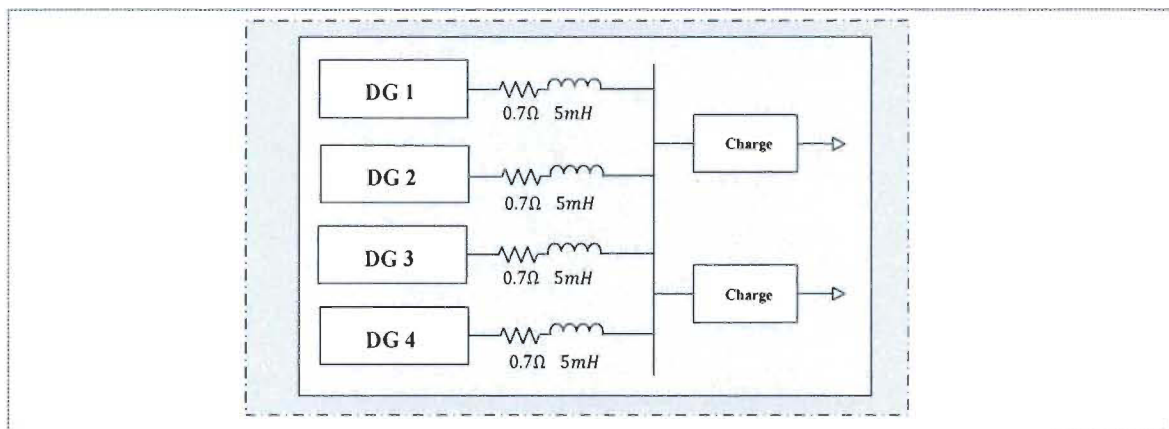 DG 1
0.7Ω 5mH
Charge
DG 2
0.7Ω 5mH
DG 3
0.7Ω 5mH
Charge
DG 4
0.7Ω 5mH